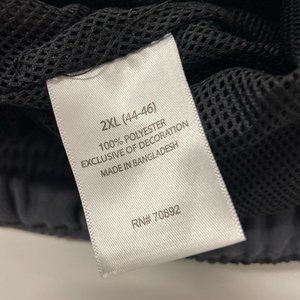 2XL (44-46)
100% POLYESTER
EXCLUSIVE OF DECORATION
MADE IN BANGLADESH
RN# 70892